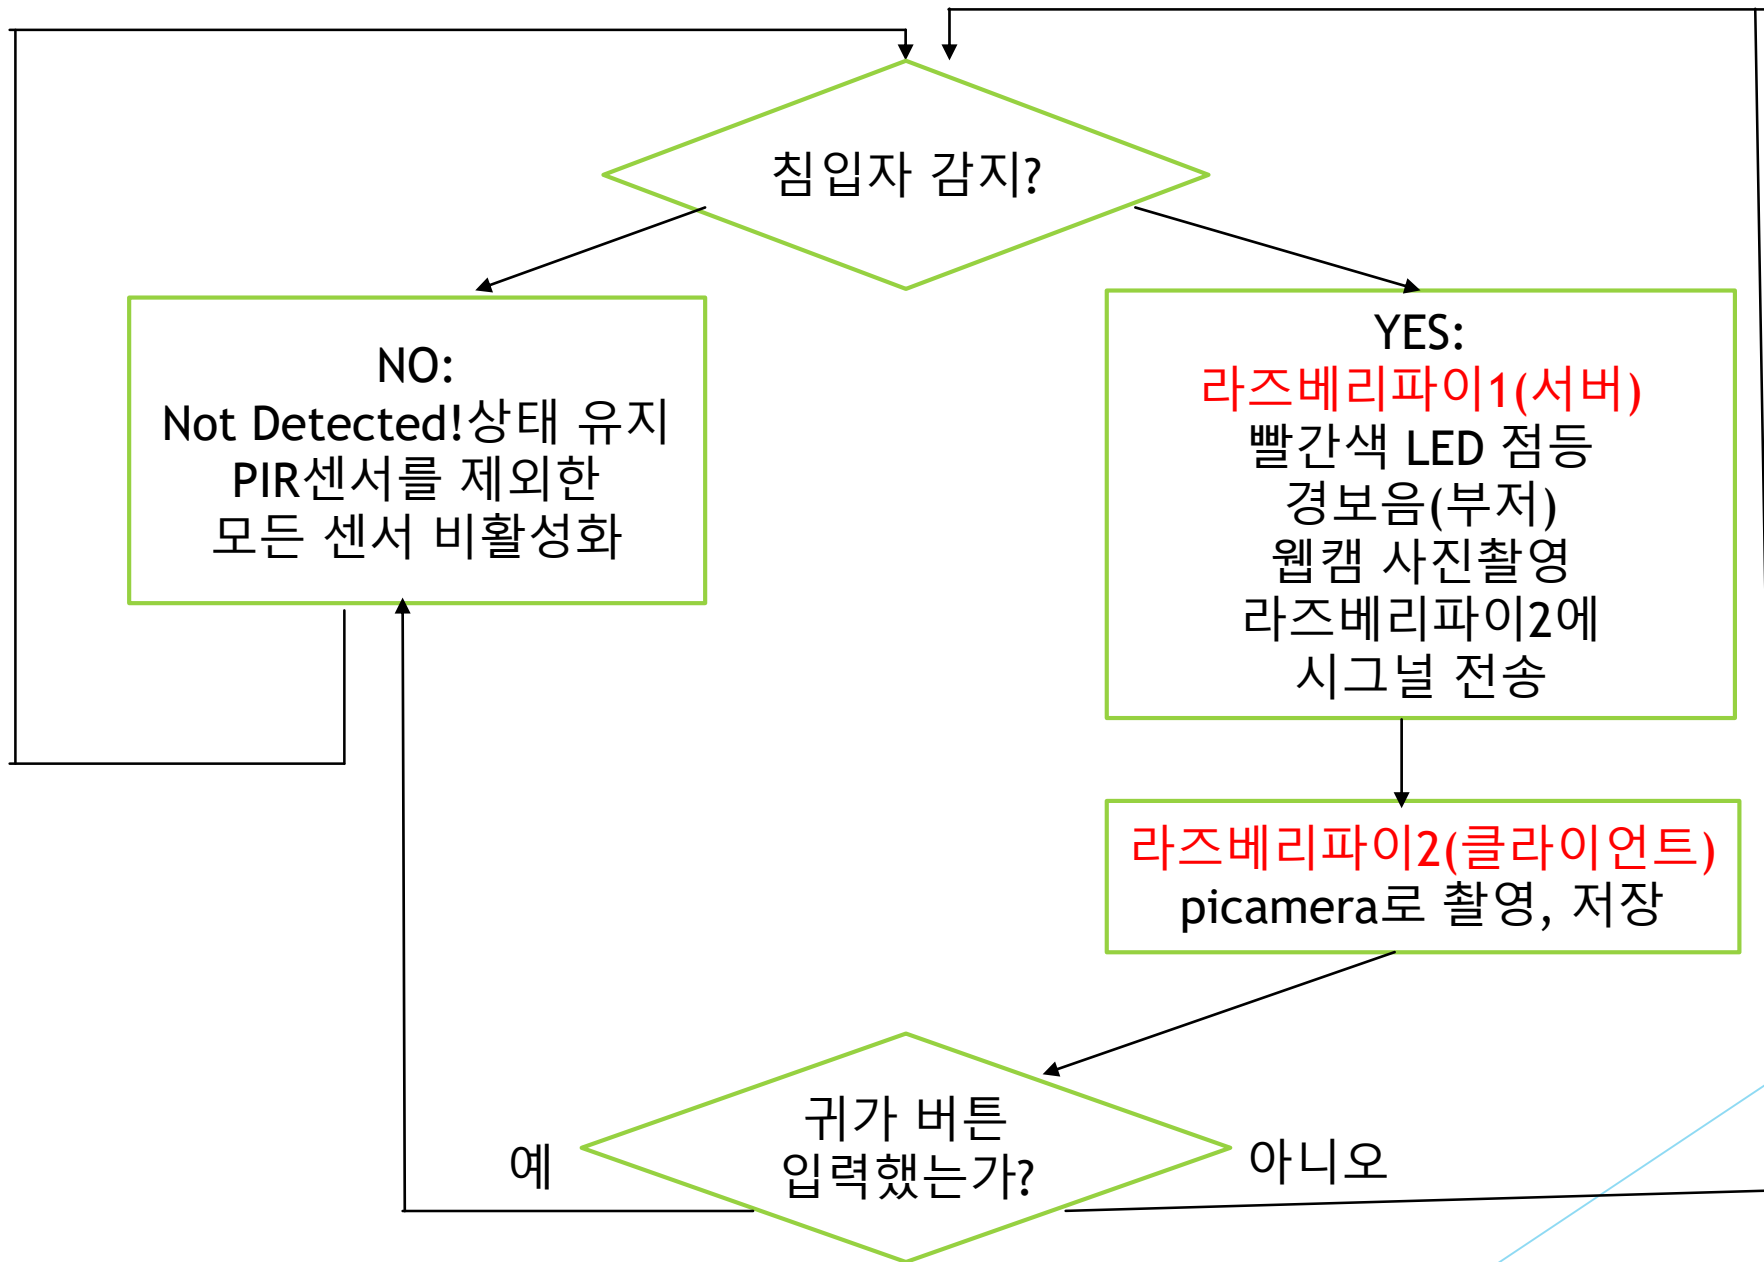 침입자 감지?
NO:
Not Detected!상태 유지
PIR센서를 제외한
모든 센서 비활성화
YES:
라즈베리파이1(서버)
빨간색 LED 점등
경보음(부저)
웹캠 사진촬영
라즈베리파이2에
시그널 전송
라즈베리파이2(클라이언트)
picamera로 촬영, 저장
귀가 버튼
입력했는가?
예
아니오